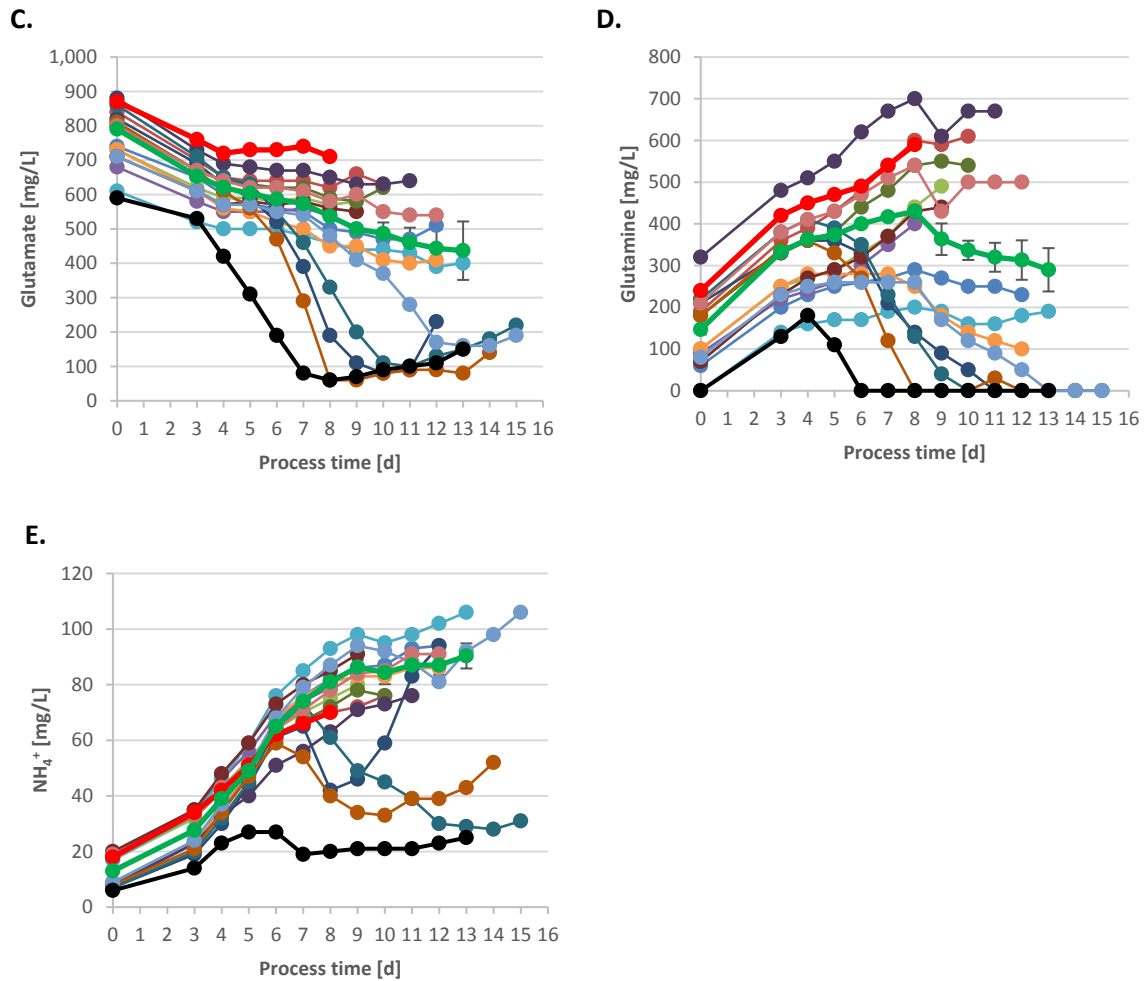 C.
1,000
900
800
700
600
500
400
300
200
100
0
Glutamate [mg/L]
0 1 2 3 4 5 6 7 8 9 10 11 12 13 14 15 16
Process time [d]
D.
800
700
600
500
400
300
200
100
0
Glutamine [mg/L]
0 1 2 3 4 5 6 7 8 9 10 11 12 13 14 15 16
Process time [d]
E.
120
100
80
60
40
20
0
NH₄⁺ [mg/L]
0 1 2 3 4 5 6 7 8 9 10 11 12 13 14 15 16
Process time [d]